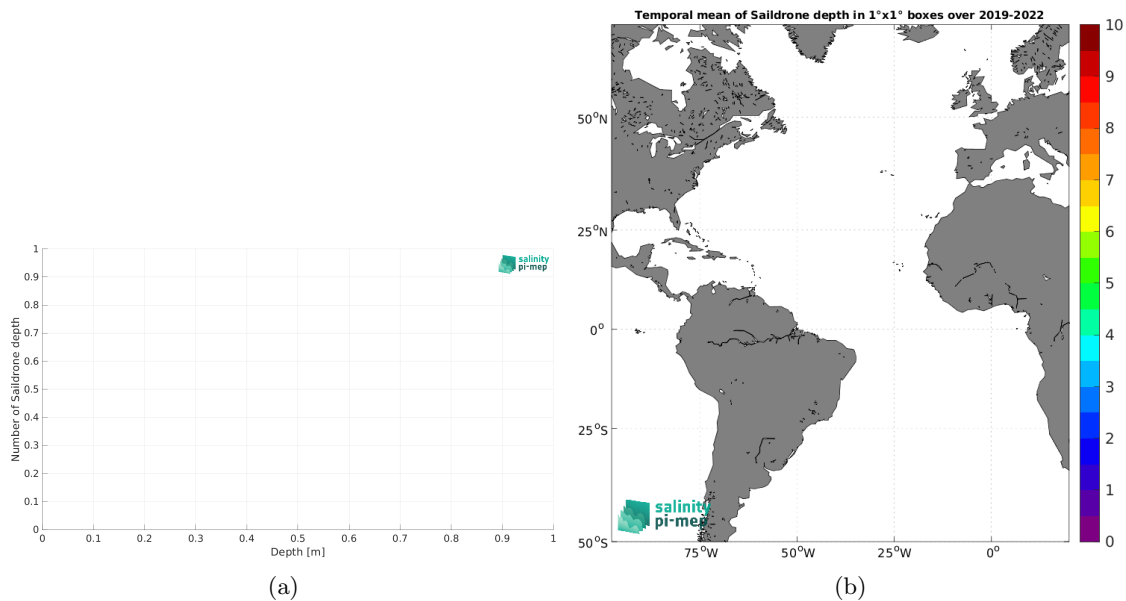 Temporal mean of Saildrone depth in 1°x1° boxes over 2019-2022
10
9
8
7
6
5
4
3
2
1
0
50°N
25°N
0°
25°S
50°S
75°W
50°W
25°W
0°
salinity
pi-mep
salinity
pi-mep
Number of Saildrone depth
1
0.9
0.8
0.7
0.6
0.5
0.4
0.3
0.2
0.1
0
0
0.1
0.2
0.3
0.4
0.5
0.6
0.7
0.8
0.9
1
Depth [m]
(a)
(b)